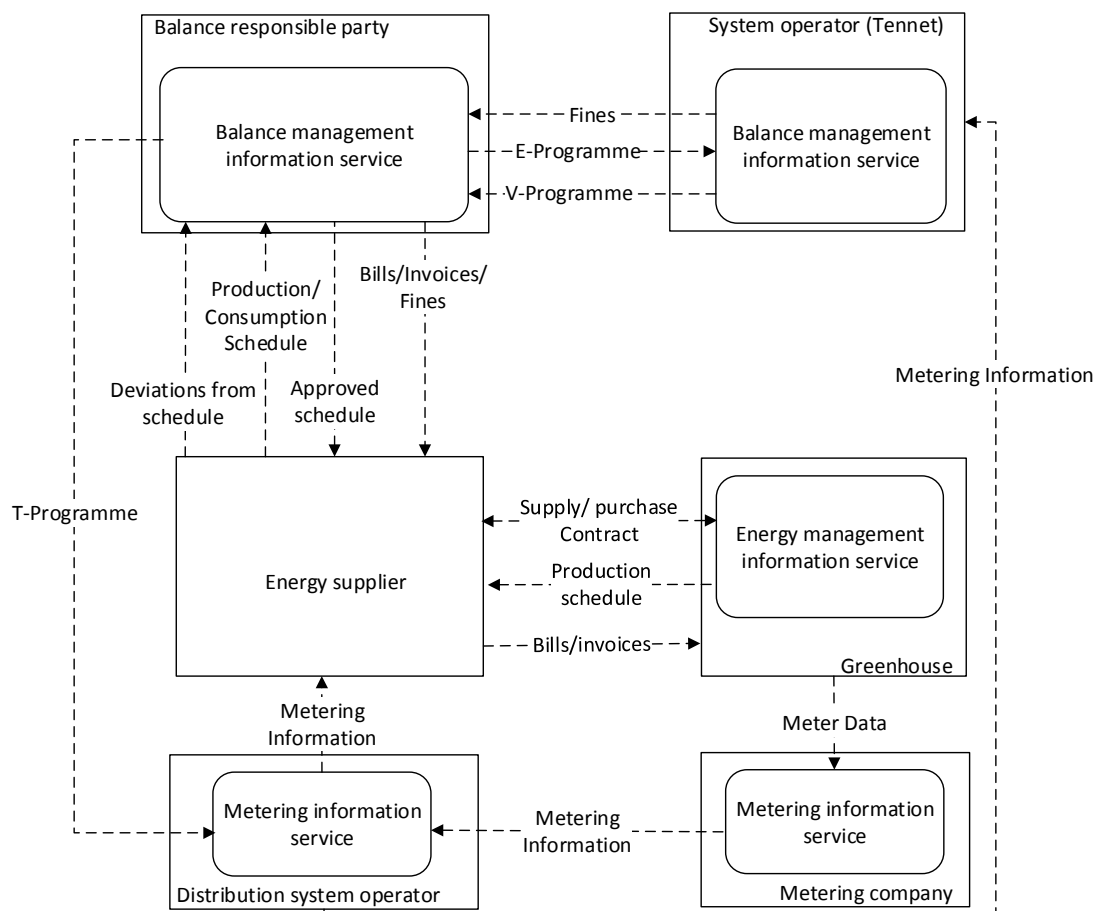 Balance responsible party
System operator (Tennet)
Balance management
information service
Fines
E-Programme
V-Programme
Balance management
information service
Bills/Invoices/
Fines
Production/
Consumption
Schedule
Deviations from
schedule
Approved
schedule
Metering Information
T-Programme
Energy supplier
Supply/ purchase
Contract
Production
schedule
Bills/invoices
Energy management
information service
Greenhouse
Metering
Information
Meter Data
Metering information
service
Distribution system operator
Metering
Information
Metering information
service
Metering company